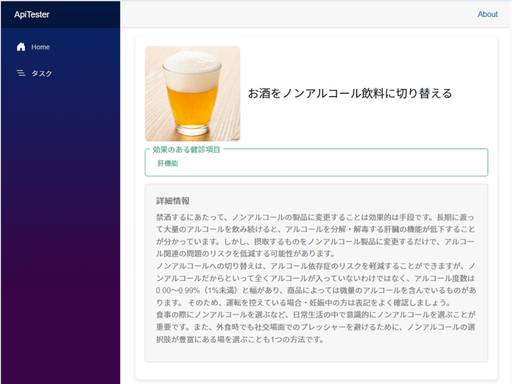 ApiTester
About
Home
タスク
お酒をノンアルコール飲料に切り替える
効果のある健診項目
肝機能
詳細情報
禁酒するにあたって、ノンアルコールの製品に変更することは効果的は手段です。長期に渡っ
て大量のアルコールを飲み続けると、アルコールを分解・解毒する肝臓の機能が低下すること
が分かっています。しかし、摂取するものをノンコール製品に変更するだけで、アルコール
関連の問題のリスクを低減する可能性があります。
ノンアルコールへの切り替えは、アルコール依存症のリスクを軽減することができますが、ノ
ンアルコールだからといって全くアルコールが入っていないわけではなく、アルコール度数は
0.00～0.99%（1%未満）と幅があり、商品によっては微量のアルコールを含んでいるものがあ
ります。 そのため、運転を控えている場合・妊娠中の方は表記をよく確認しましょう。
食事の際にノンアルコールを選ぶなど、日常生活の中で意識的にノンアルコールを選ぶことが
重要です。また、外食時でも社交場面でのプレッシャーを避けるために、ノンアルコールの選
択肢が豊富にある場を選ぶことも1つの方法です。